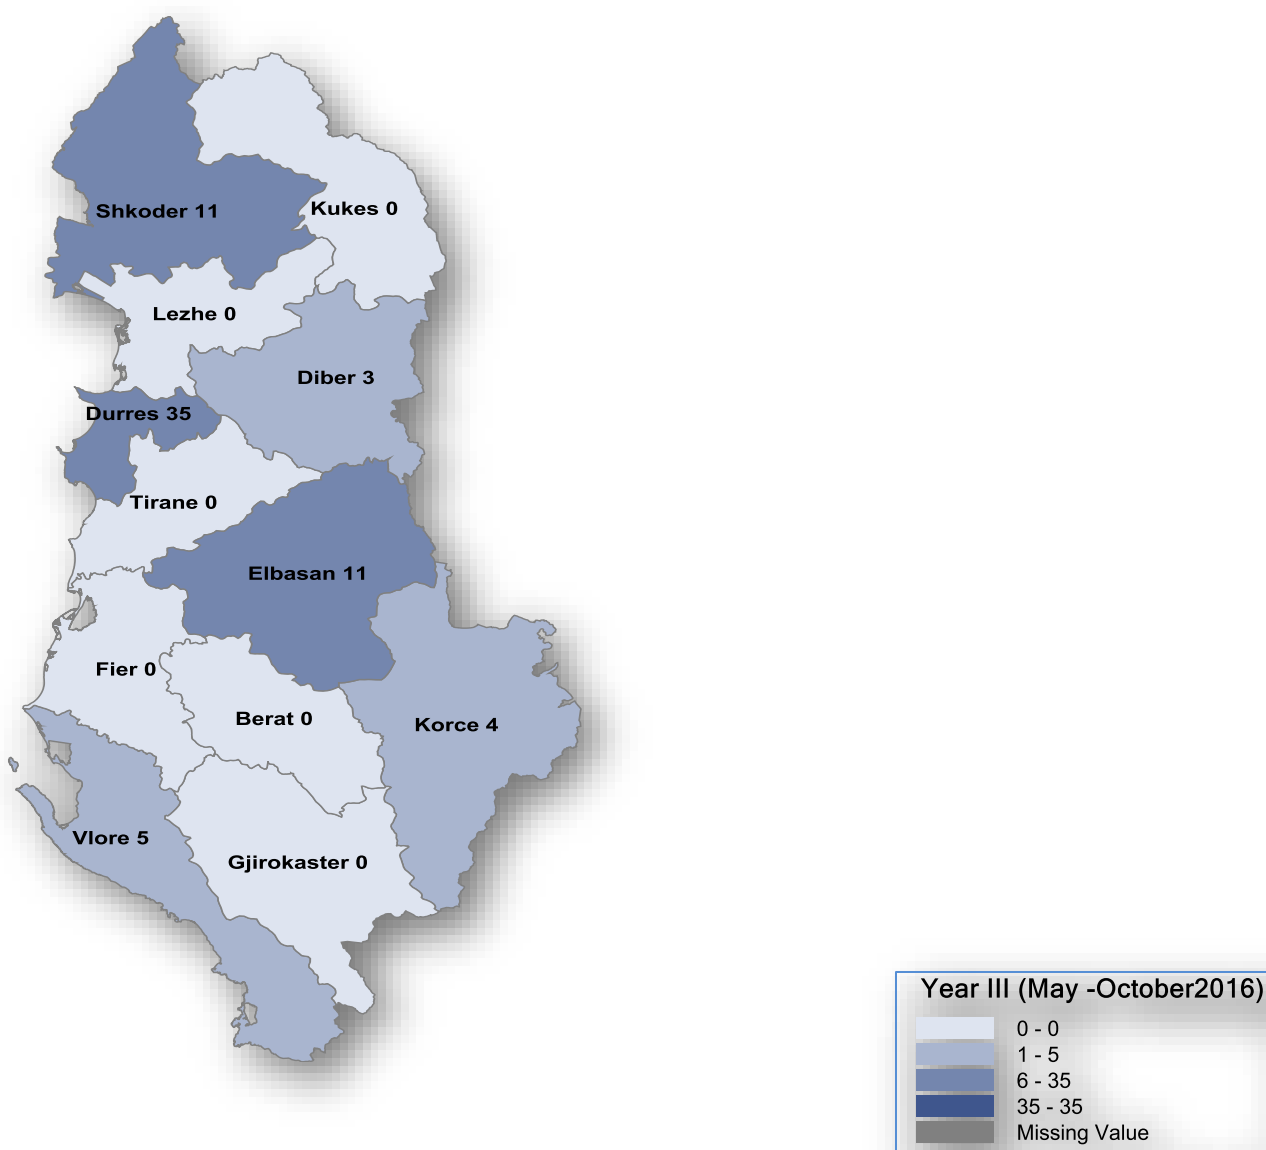 Shkoder 11
Kukes 0
Lezhe 0
Diber 3
Durres 35
Tirane 0
Elbasan 11
Fier 0
Berat 0
Korce 4
Vlore 5
Gjirokaster 0
Year III (May -October2016)
0 - 0
1 - 5
6 - 35
35 - 35
Missing Value